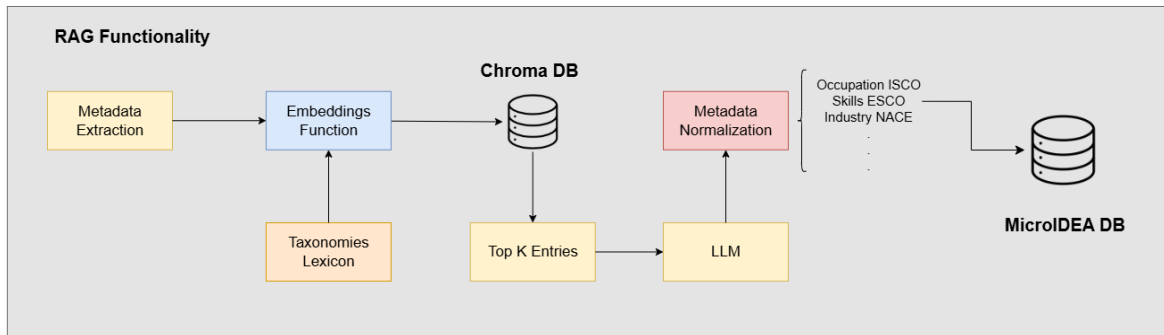 RAG Functionality
Chroma DB
Metadata
Extraction
Embeddings
Function
Metadata
Normalization
Occupation ISCO
Skills ESCO
Industry NACE
.
.
.
Taxonomies
Lexicon
Top K Entries
LLM
MicroIDEA DB